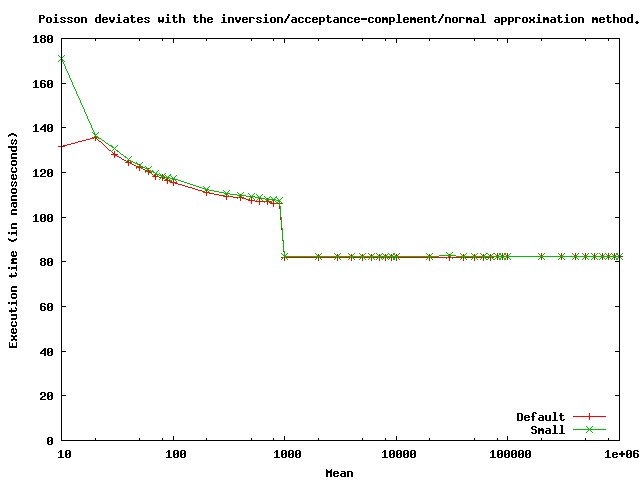 Poisson deviates with the inversion/acceptance-complement/normal approximation method.
180
160
140
120
100
80
60
40
20
0
Execution time (in nanoseconds)
10
100
1000
10000
100000
1e+06
Mean
Default
Small